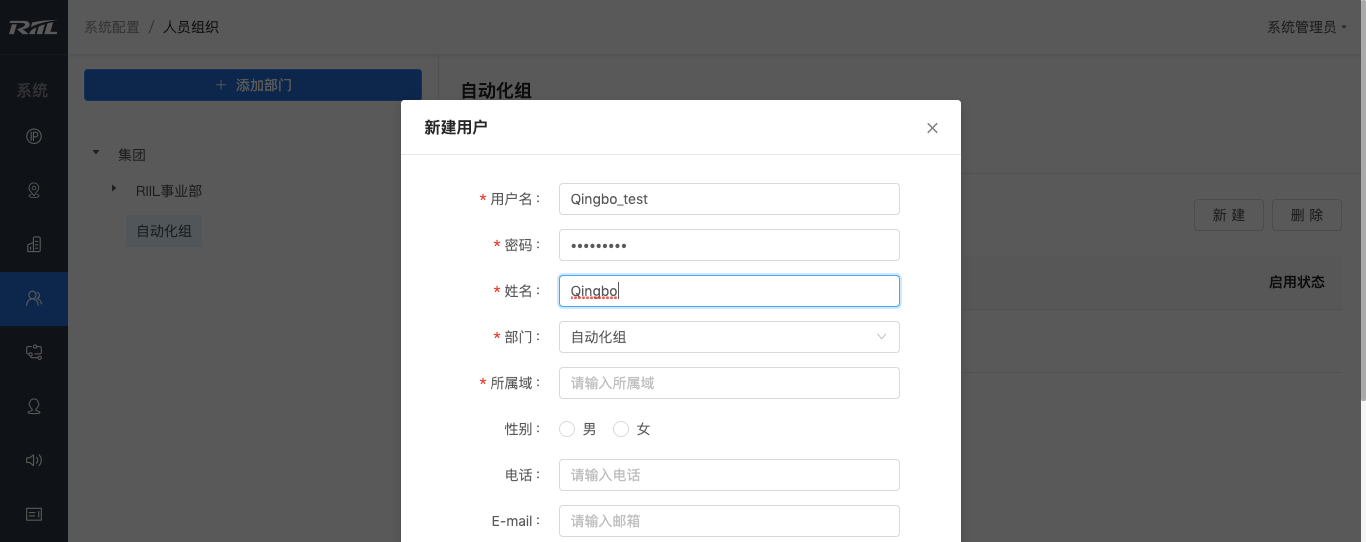 RIIL
系统配置 / 人员组织
系统管理员
系统
+ 添加部门
自动化组
集团
RIIL事业部
自动化组
新建
删除
启用状态
新建用户
* 用户名：
Qingbo_test
* 密码：
•••••••••
* 姓名：
Qingbo
* 部门：
自动化组
* 所属域：
请输入所属域
性别：
男
女
电话：
请输入电话
E-mail：
请输入邮箱